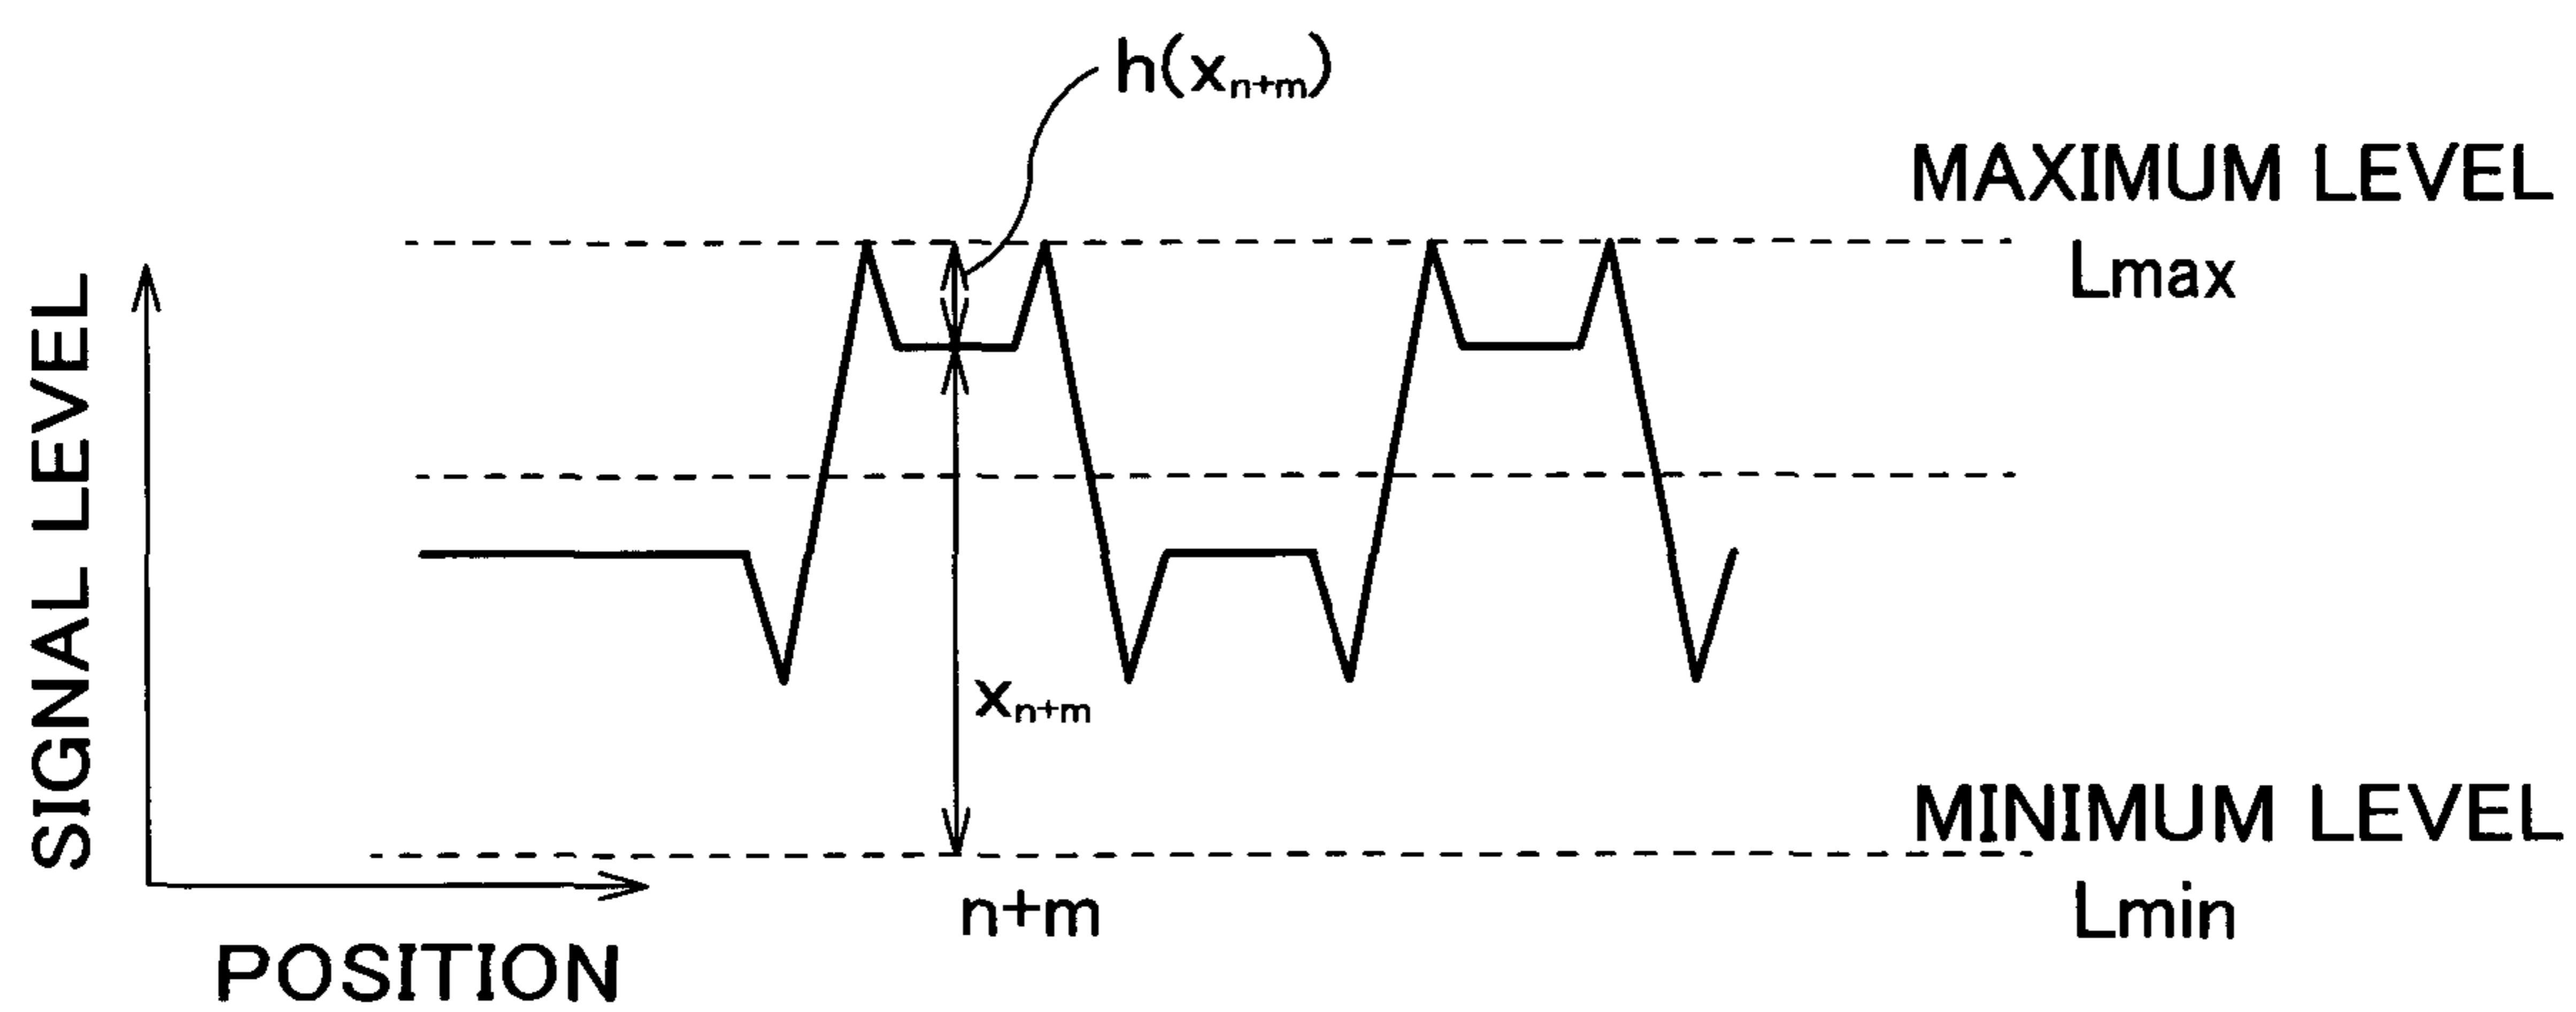 h(xn+m)
MAXIMUM LEVEL
Lmax
SIGNAL LEVEL
xn+m
MINIMUM LEVEL
n+m
Lmin
POSITION